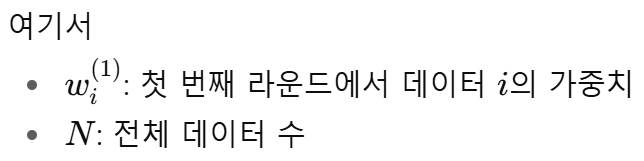 여기서
• $w_i^{(1)}$: 첫 번째 라운드에서 데이터 $i$의 가중치
• $N$: 전체 데이터 수